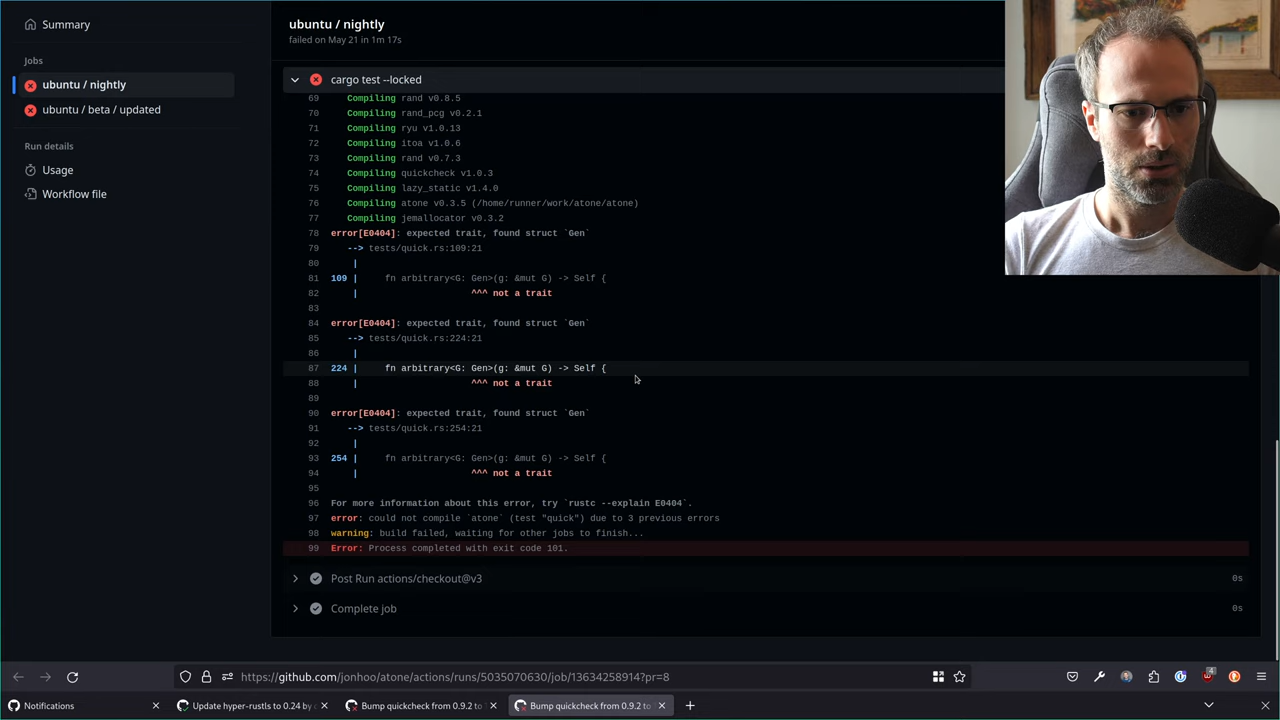 Summary
Jobs
ubuntu / nightly
ubuntu / beta / updated
Run details
Usage
Workflow file
ubuntu / nightly
failed on May 21 in 1m 17s
cargo test --locked
69 Compiling rand v0.8.5
70 Compiling rand_pcg v0.2.1
71 Compiling ryu v1.0.13
72 Compiling itoa v1.0.6
73 Compiling rand v0.7.3
74 Compiling quickcheck v1.0.3
75 Compiling lazy_static v1.4.0
76 Compiling atone v0.3.5 (/home/runner/work/atone/atone)
77 Compiling jemallocator v0.3.2
78 error[E0404]: expected trait, found struct `Gen`
79 --> tests/quick.rs:109:21
80 |
81 109 | fn arbitrary<G: Gen>(g: &mut G) -> Self {
82 | ^^^ not a trait
83
84 error[E0404]: expected trait, found struct `Gen`
85 --> tests/quick.rs:224:21
86 |
87 224 | fn arbitrary<G: Gen>(g: &mut G) -> Self {
88 | ^^^ not a trait
89
90 error[E0404]: expected trait, found struct `Gen`
91 --> tests/quick.rs:254:21
92 |
93 254 | fn arbitrary<G: Gen>(g: &mut G) -> Self {
94 | ^^^ not a trait
95
96 For more information about this error, try `rustc --explain E0404`.
97 error: could not compile `atone` (test "quick") due to 3 previous errors
98 warning: build failed, waiting for other jobs to finish...
99 Error: Process completed with exit code 101.
Post Run actions/checkout@v3 0s
Complete job 0s
https://github.com/jonhoo/atone/actions/runs/5035070630/job/13634258914?pr=8
4
Notifications
Update hyper-rustls to 0.24 by
Bump quickcheck from 0.9.2 to
Bump quickcheck from 0.9.2 to